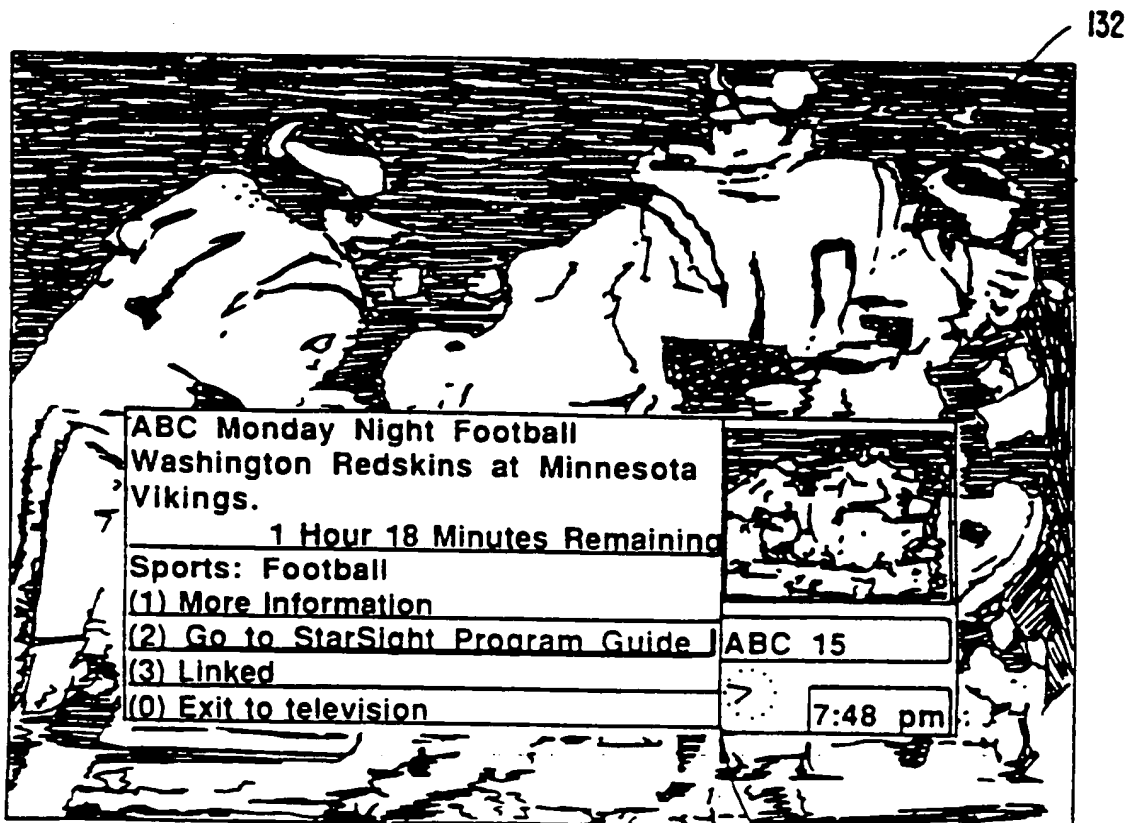 132
ABC Monday Night Football
Washington Redskins at Minnesota
Vikings.
1 Hour 18 Minutes Remaining
Sports: Football
(1) More Information
(2) Go to StarSight Program Guide
ABC 15
(3) Linked
(0) Exit to television
7:48 pm